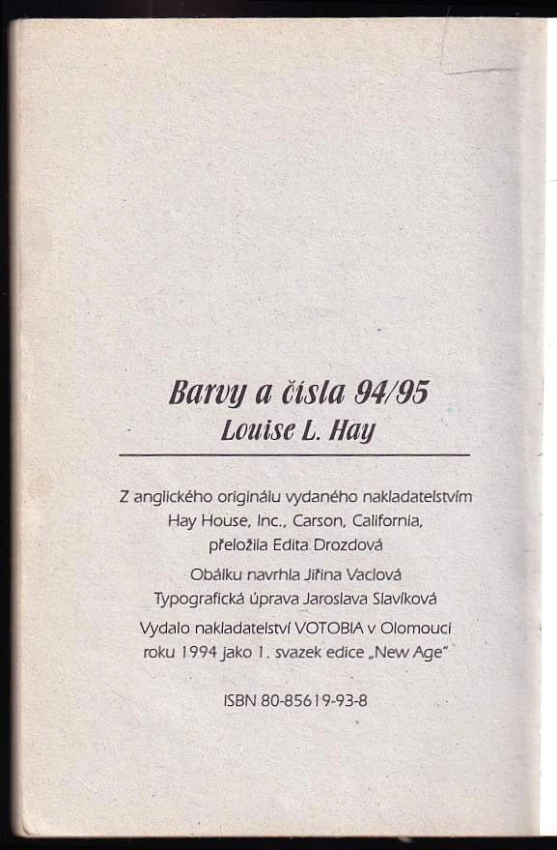 Barvy a čísla 94/95
Louise L. Hay
Z anglického originálu vydaného nakladatelstvím
Hay House, Inc., Carson, California,
přeložila Edita Drozdová
Obálku navrhla Jiřina Vaclová
Typografická úprava Jaroslava Slavíková
Vydalo nakladatelství VOTOBIA v Olomouci
roku 1994 jako 1. svazek edice „New Age"
ISBN 80-85619-93-8